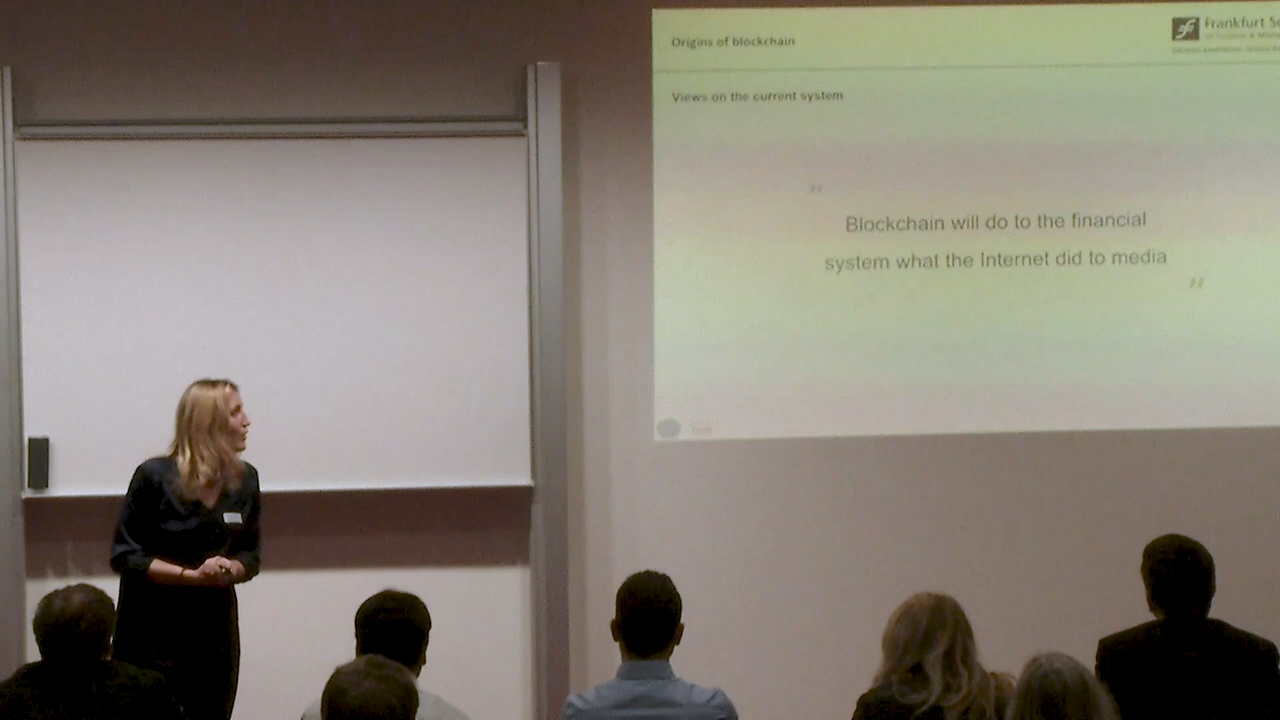 Origins of blockchain
Frankfurt
Views on the current system
“
Blockchain will do to the financial
system what the Internet did to media
”